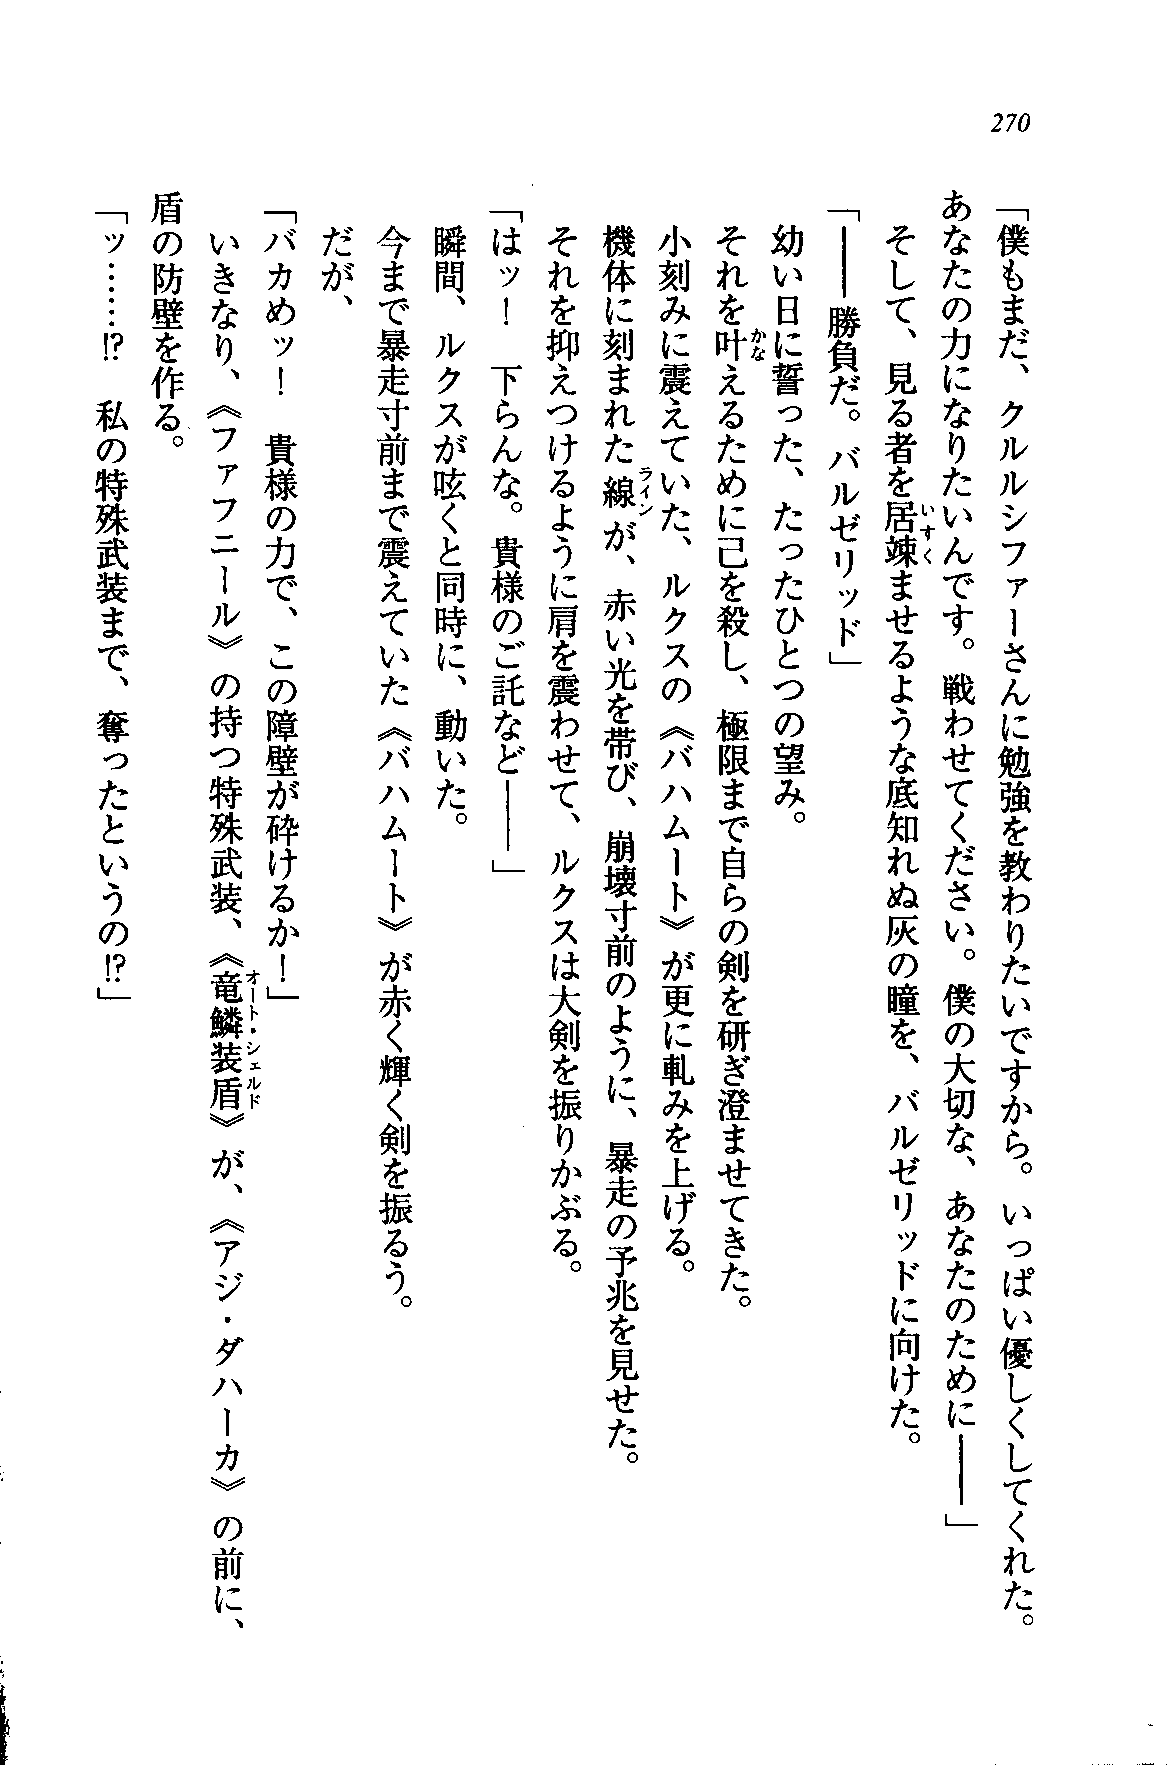 270
「僕もまだ、クルルシファーさんに勉強を教わりたいですから。いっぱい優しくしてくれた。
あなたの力になりたいんです。戦わせてください。僕の大切な、あなたのために――」
そして、見る者を居竦ませるような底知れぬ灰の瞳を、バルゼリッドに向けた。
いすく
「――勝負だ。バルゼリッド」
幼い日に誓った、たったひとつの望み。
それを叶えるために己を殺し、極限まで自らの剣を研ぎ澄ませてきた。
かな
小刻みに震えていた、ルクスの《バハムート》が更に軋みを上げる。
機体に刻まれた線が、赤い光を帯び、崩壊寸前のように、暴走の予兆を見せた。
ライン
それを抑えつけるように肩を震わせて、ルクスは大剣を振りかぶる。
「はッ！　下らんな。貴様のご託など――」
瞬間、ルクスが呟くと同時に、動いた。
今まで暴走寸前まで震えていた《バハムート》が赤く輝く剣を振るう。
だが、
「バカめッ！　貴様の力で、この障壁が砕けるか！」
いきなり、《ファフニール》の持つ特殊武装、《竜鱗装盾》が、《アジ・ダハーカ》の前に、
オート・シェルド
盾の防壁を作る。
「ッ……!?　私の特殊武装まで、奪ったというの!?」